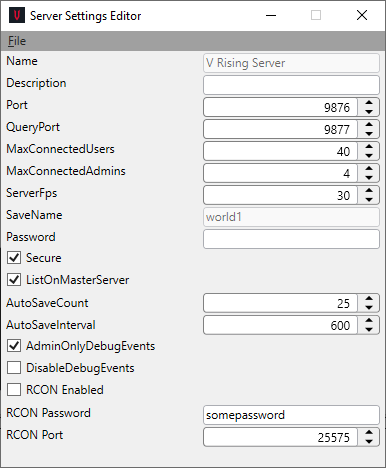 Server Settings Editor
File
Name V Rising Server
Description
Port 9876
QueryPort 9877
MaxConnectedUsers 40
MaxConnectedAdmins 4
ServerFps 30
SaveName world1
Password
Secure
ListOnMasterServer
AutoSaveCount 25
AutoSaveInterval 600
AdminOnlyDebugEvents
DisableDebugEvents
RCON Enabled
RCON Password somepassword
RCON Port 25575